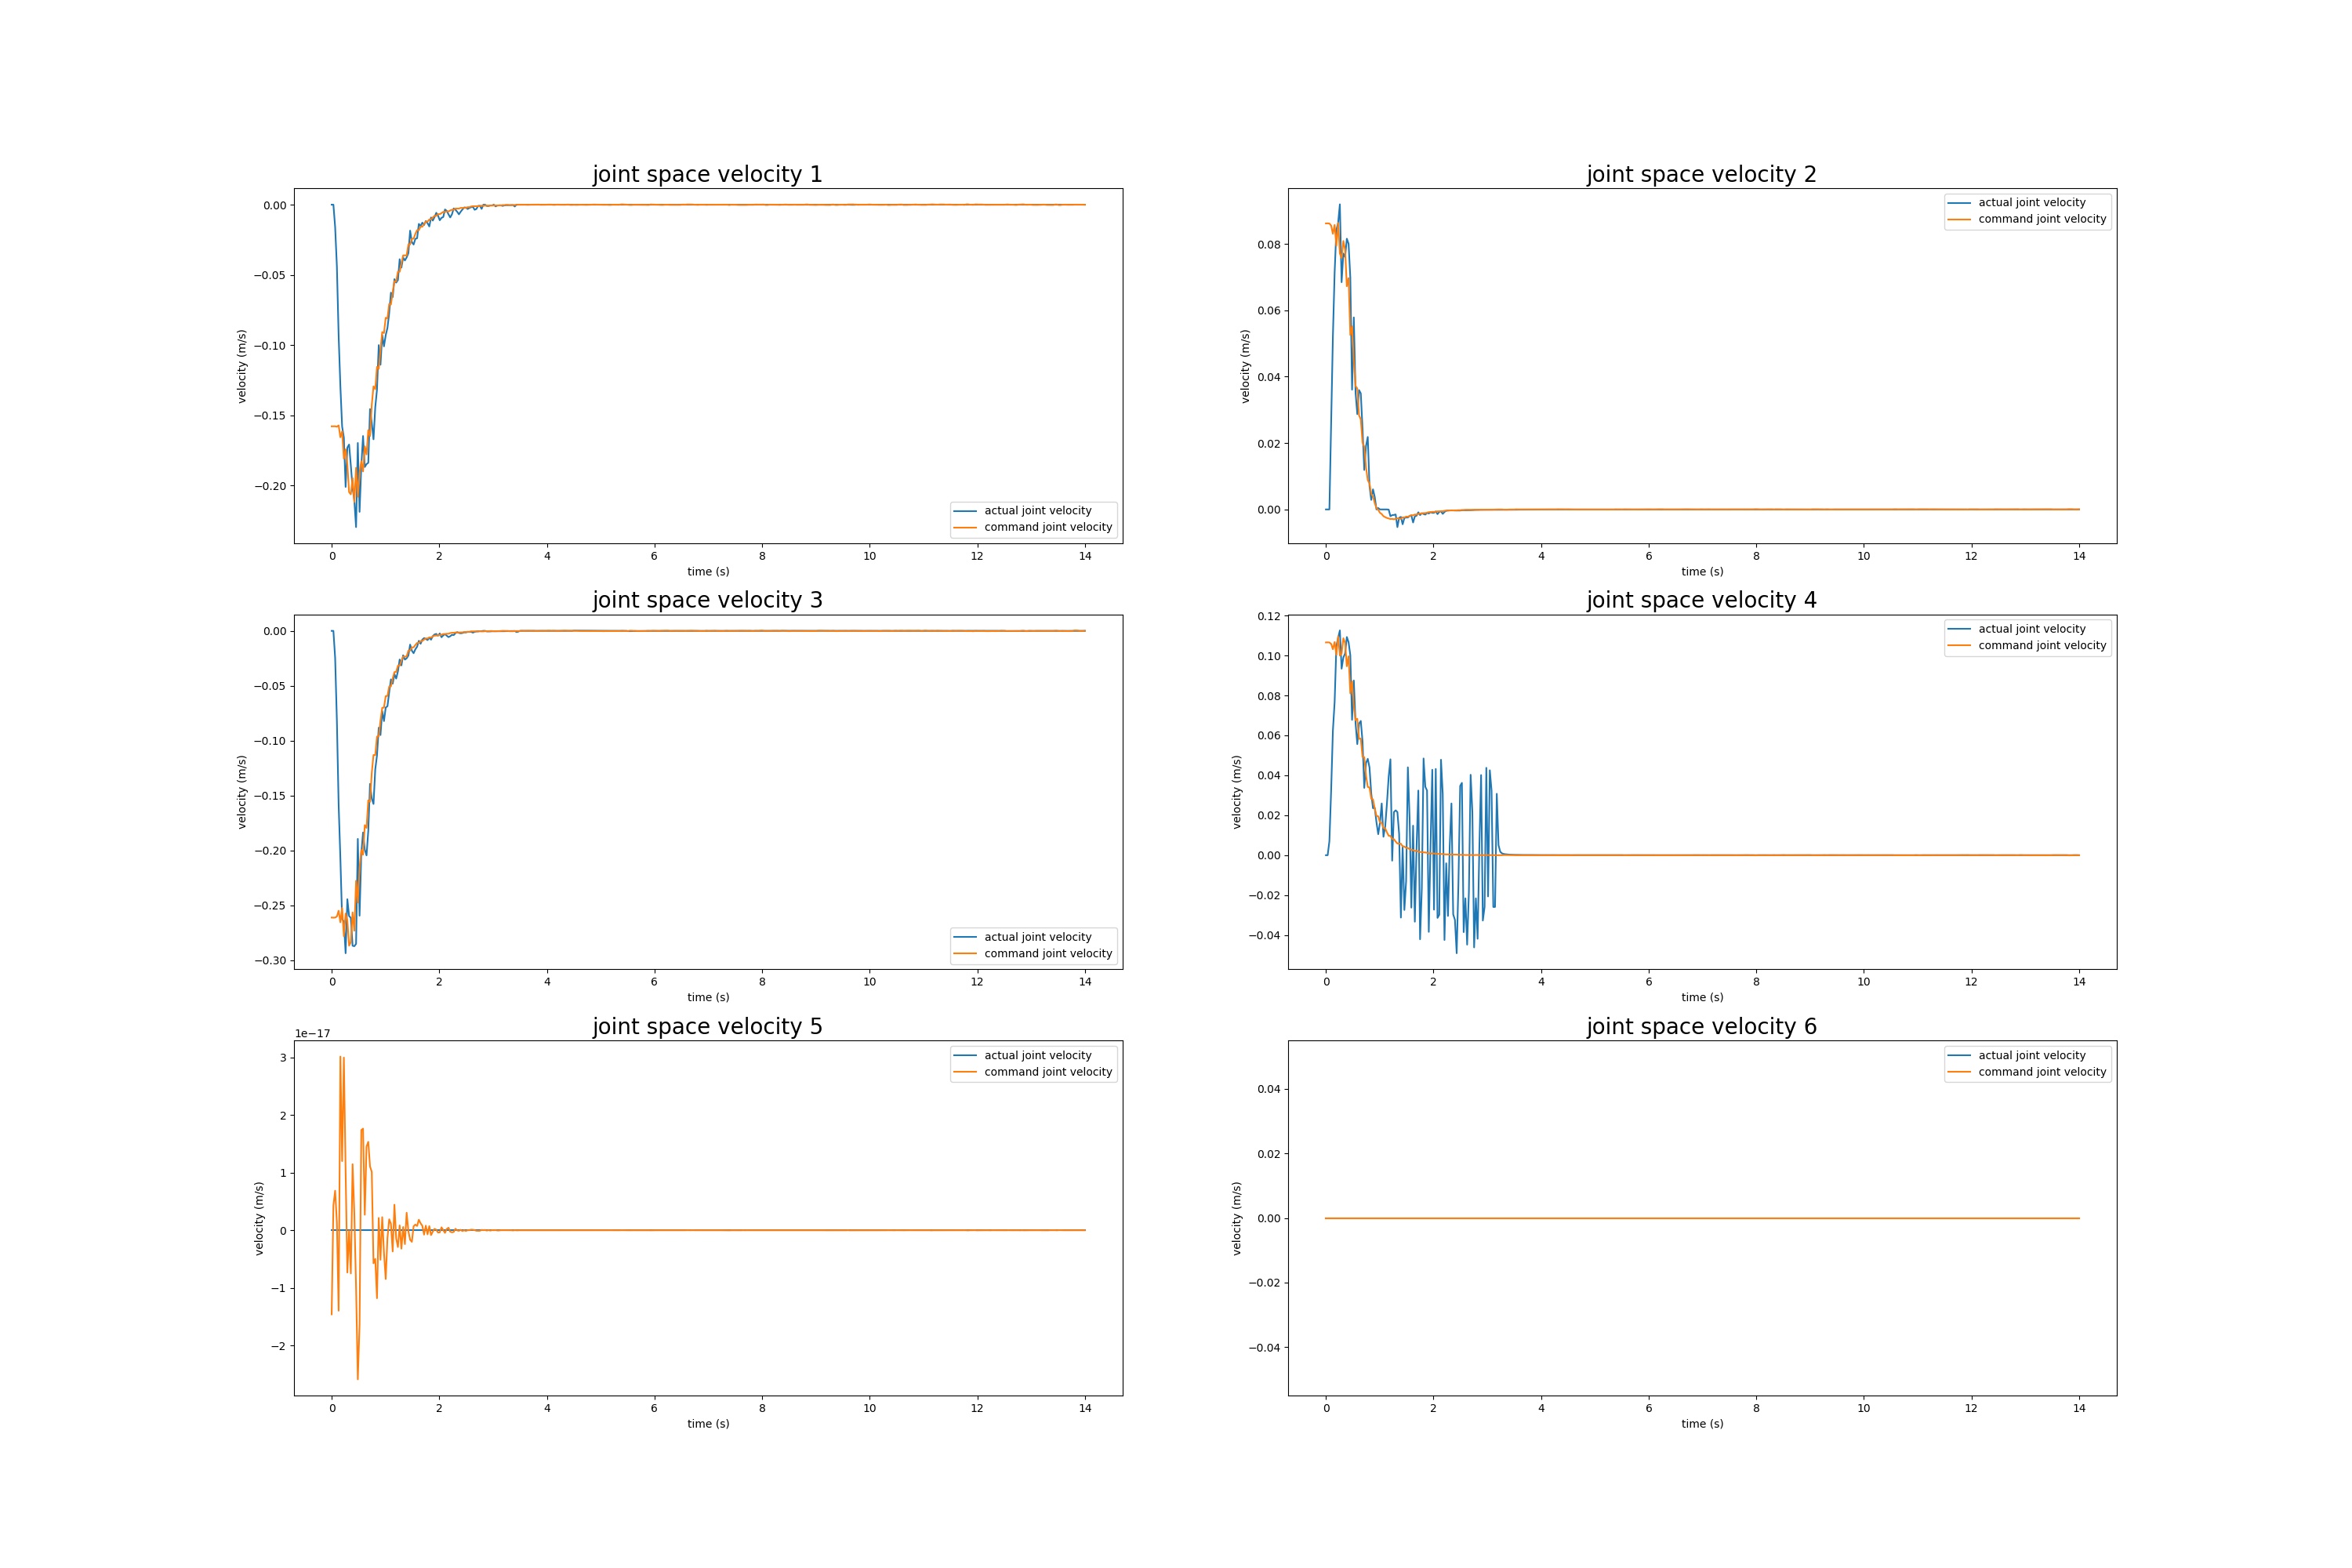 joint space velocity 1
velocity (m/s)
0.00
−0.05
−0.10
−0.15
−0.20
actual joint velocity
command joint velocity
0 2 4 6 8 10 12 14
time (s)
joint space velocity 2
velocity (m/s)
0.08
0.06
0.04
0.02
0.00
actual joint velocity
command joint velocity
0 2 4 6 8 10 12 14
time (s)
joint space velocity 3
velocity (m/s)
0.00
−0.05
−0.10
−0.15
−0.20
−0.25
−0.30
actual joint velocity
command joint velocity
0 2 4 6 8 10 12 14
time (s)
joint space velocity 4
velocity (m/s)
0.12
0.10
0.08
0.06
0.04
0.02
0.00
−0.02
−0.04
actual joint velocity
command joint velocity
0 2 4 6 8 10 12 14
time (s)
joint space velocity 5
1e−17
velocity (m/s)
3
2
1
0
−1
−2
actual joint velocity
command joint velocity
0 2 4 6 8 10 12 14
time (s)
joint space velocity 6
velocity (m/s)
0.04
0.02
0.00
−0.02
−0.04
actual joint velocity
command joint velocity
0 2 4 6 8 10 12 14
time (s)